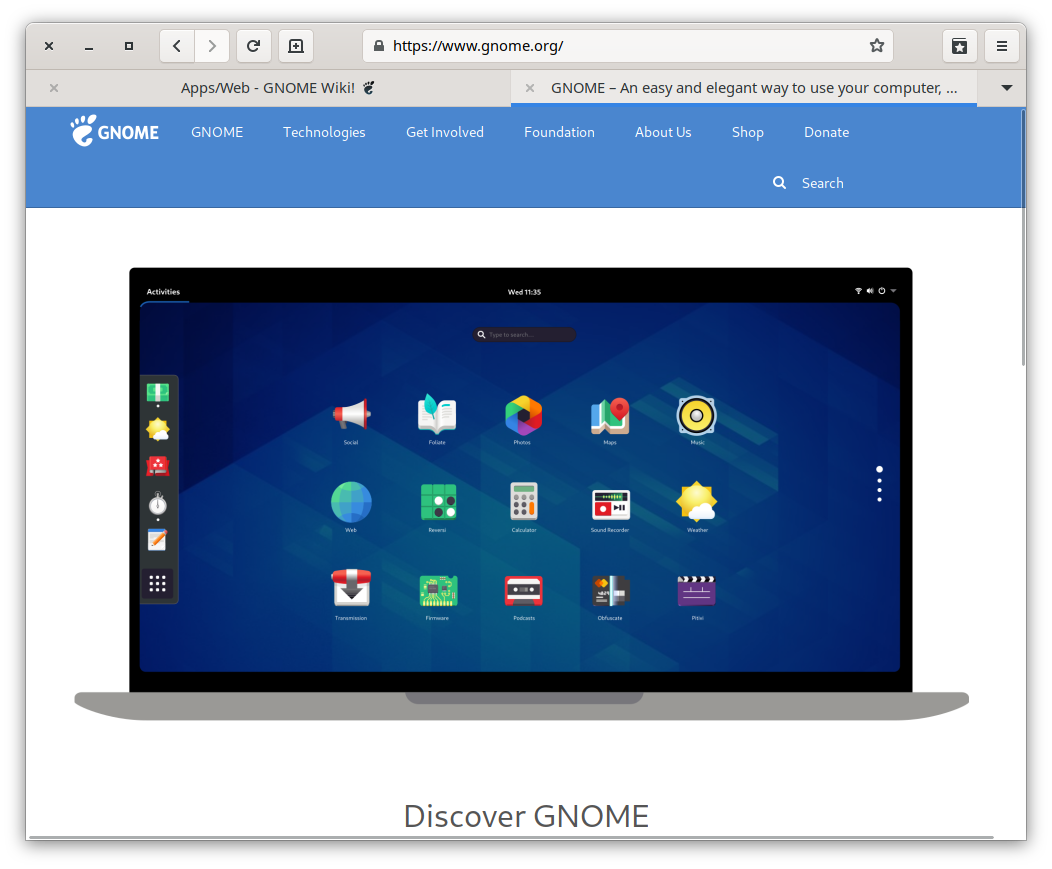 https://www.gnome.org/
Apps/Web - GNOME Wiki!
GNOME – An easy and elegant way to use your computer, ...
GNOME GNOME Technologies Get Involved Foundation About Us Shop Donate
Search
Activities Wed 11:35
Type to search...
Social Foliate Photos Maps Music
Web Reversi Calculator Sound Recorder Weather
Transmission Firmware Podcasts Obfuscate Pitivi
Discover GNOME